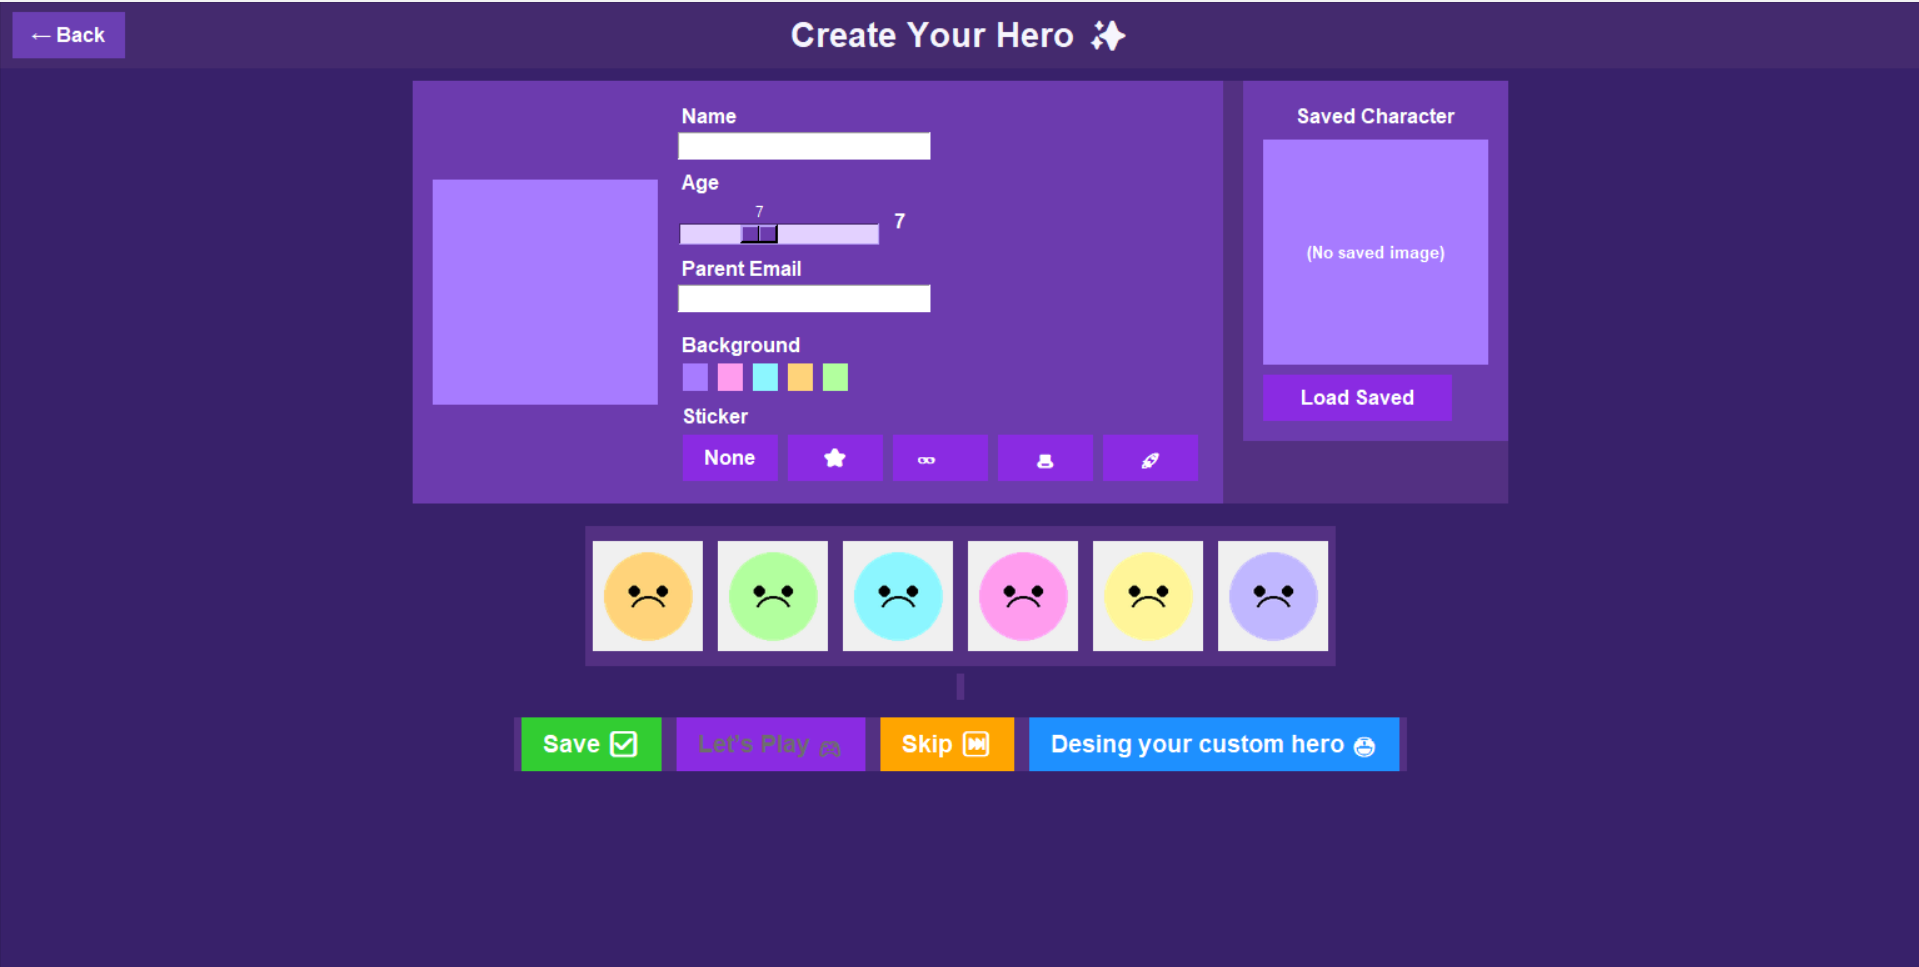 ← Back
Create Your Hero ✨
Name
Age
7
7
Parent Email
Background
Sticker
None
Saved Character
(No saved image)
Load Saved
Save
Let's Play
Skip
Desing your custom hero